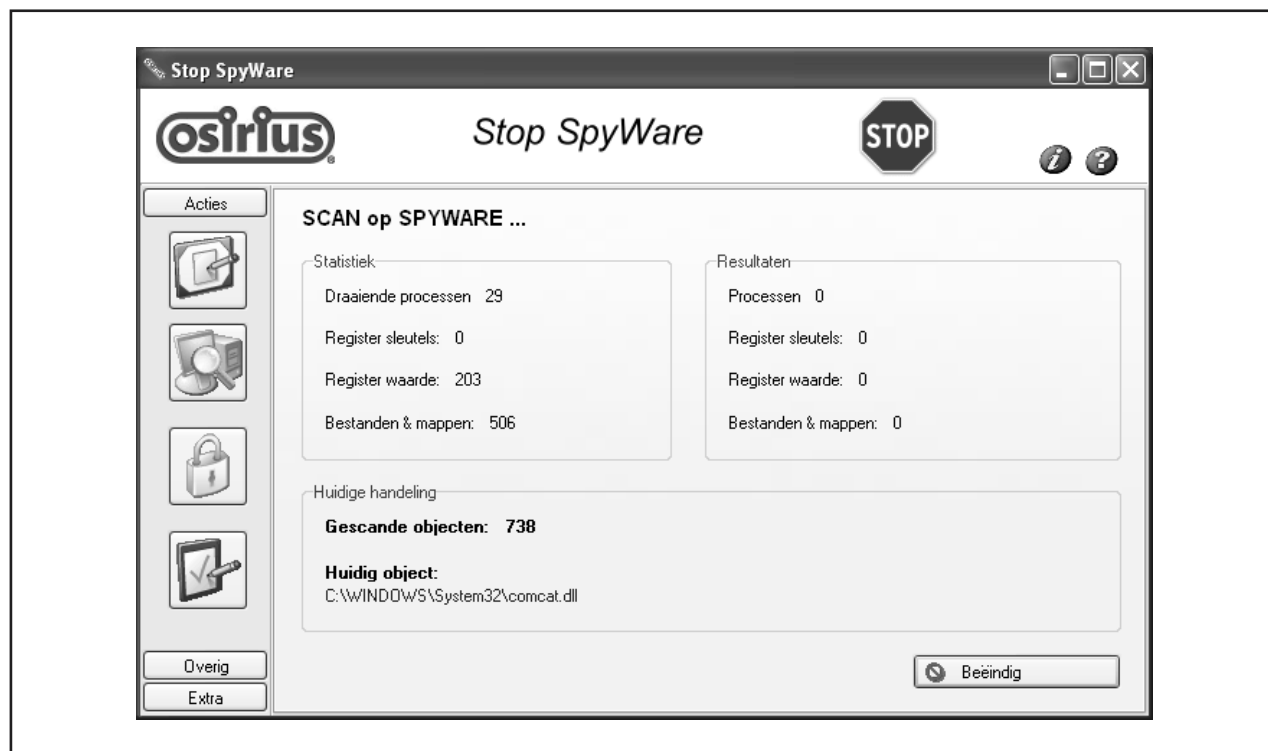 Stop SpyWare
osirius®
Stop SpyWare
STOP
i ?
Acties
SCAN op SPYWARE ...
Statistiek
Draaiende processen 29
Register sleutels: 0
Register waarde: 203
Bestanden & mappen: 506
Resultaten
Processen 0
Register sleutels: 0
Register waarde: 0
Bestanden & mappen: 0
Huidige handeling
Gescande objecten: 738
Huidig object:
C:\WINDOWS\System32\comcat.dll
Overig
Extra
Beëindig